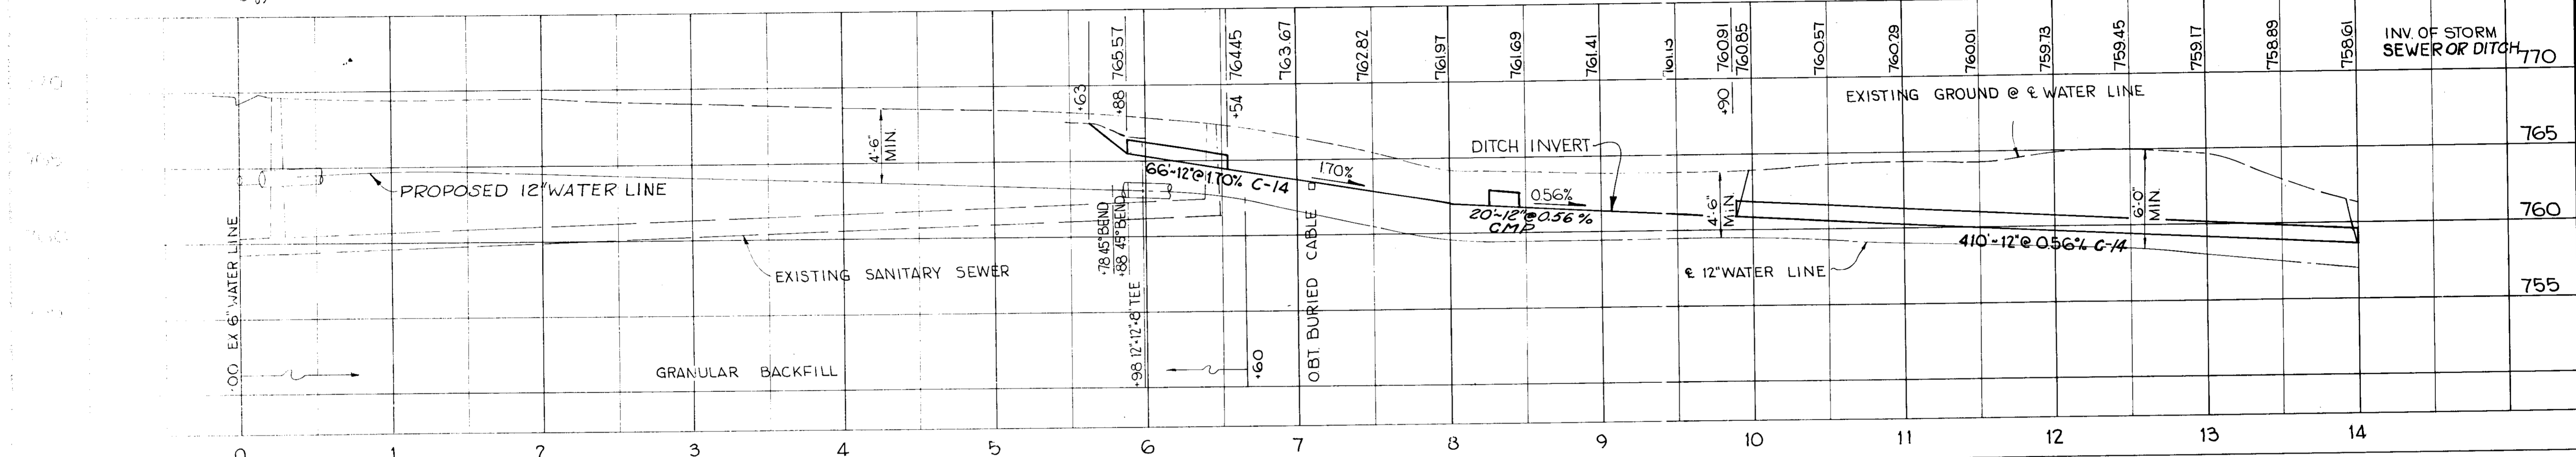 +63
+88 765.57
+54 764.45
763.67
762.82
761.97
761.69
761.41
761.13
+90 760.91
760.85
760.57
760.29
760.01
759.73
759.45
759.17
758.89
758.61
INV. OF STORM
SEWER OR DITCH
770
765
760
755
EXISTING GROUND @ ℄ WATER LINE
4'-6"
MIN.
DITCH INVERT
66'-12"@1.70% C-14
1.70%
PROPOSED 12" WATER LINE
0.56%
20'-12"@0.56%
CMP
4'-6"
MIN.
6'-0"
MIN.
410'-12"@0.56% C-14
℄ 12" WATER LINE
EXISTING SANITARY SEWER
+78 45° BEND
+88 45° BEND
+98 12"x12"x8" TEE
+60
OBT. BURIED CABLE
+00 EX 6" WATER LINE
GRANULAR BACKFILL
0 1 2 3 4 5 6 7 8 9 10 11 12 13 14